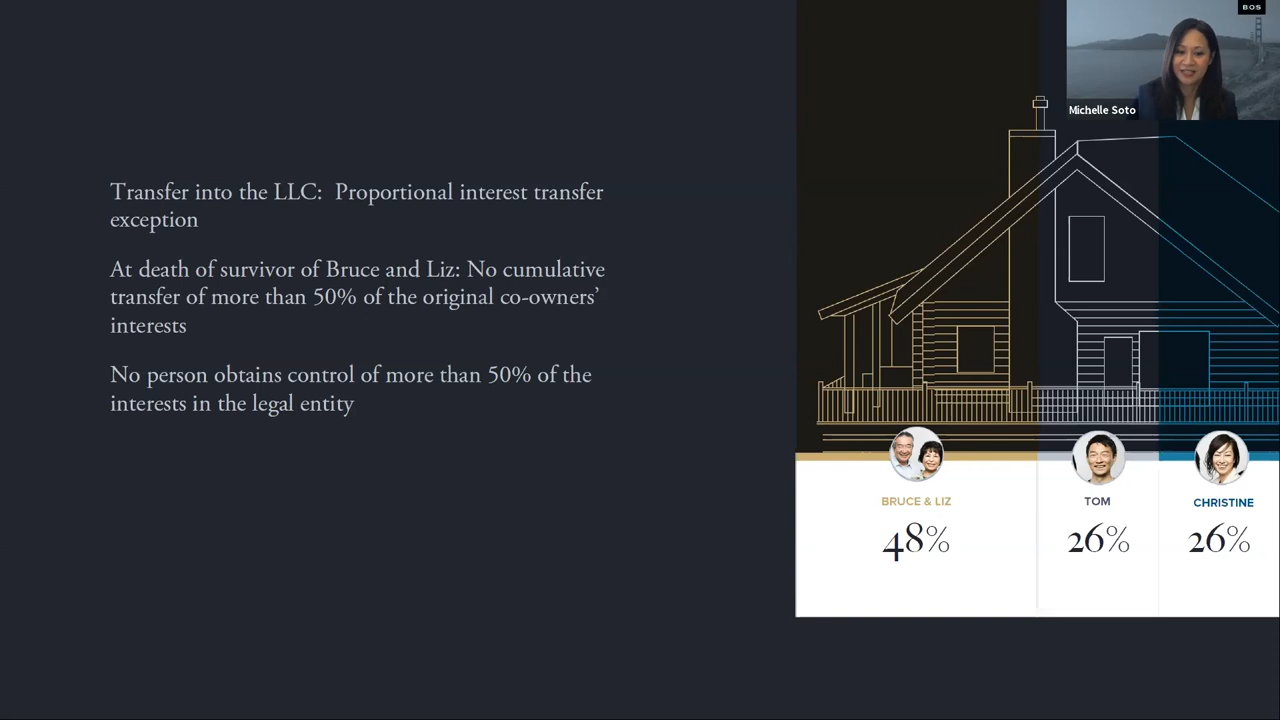 BOS
Michelle Soto
Transfer into the LLC:  Proportional interest transfer
exception
At death of survivor of Bruce and Liz: No cumulative
transfer of more than 50% of the original co-owners’
interests
No person obtains control of more than 50% of the
interests in the legal entity
BRUCE & LIZ
48%
TOM
26%
CHRISTINE
26%